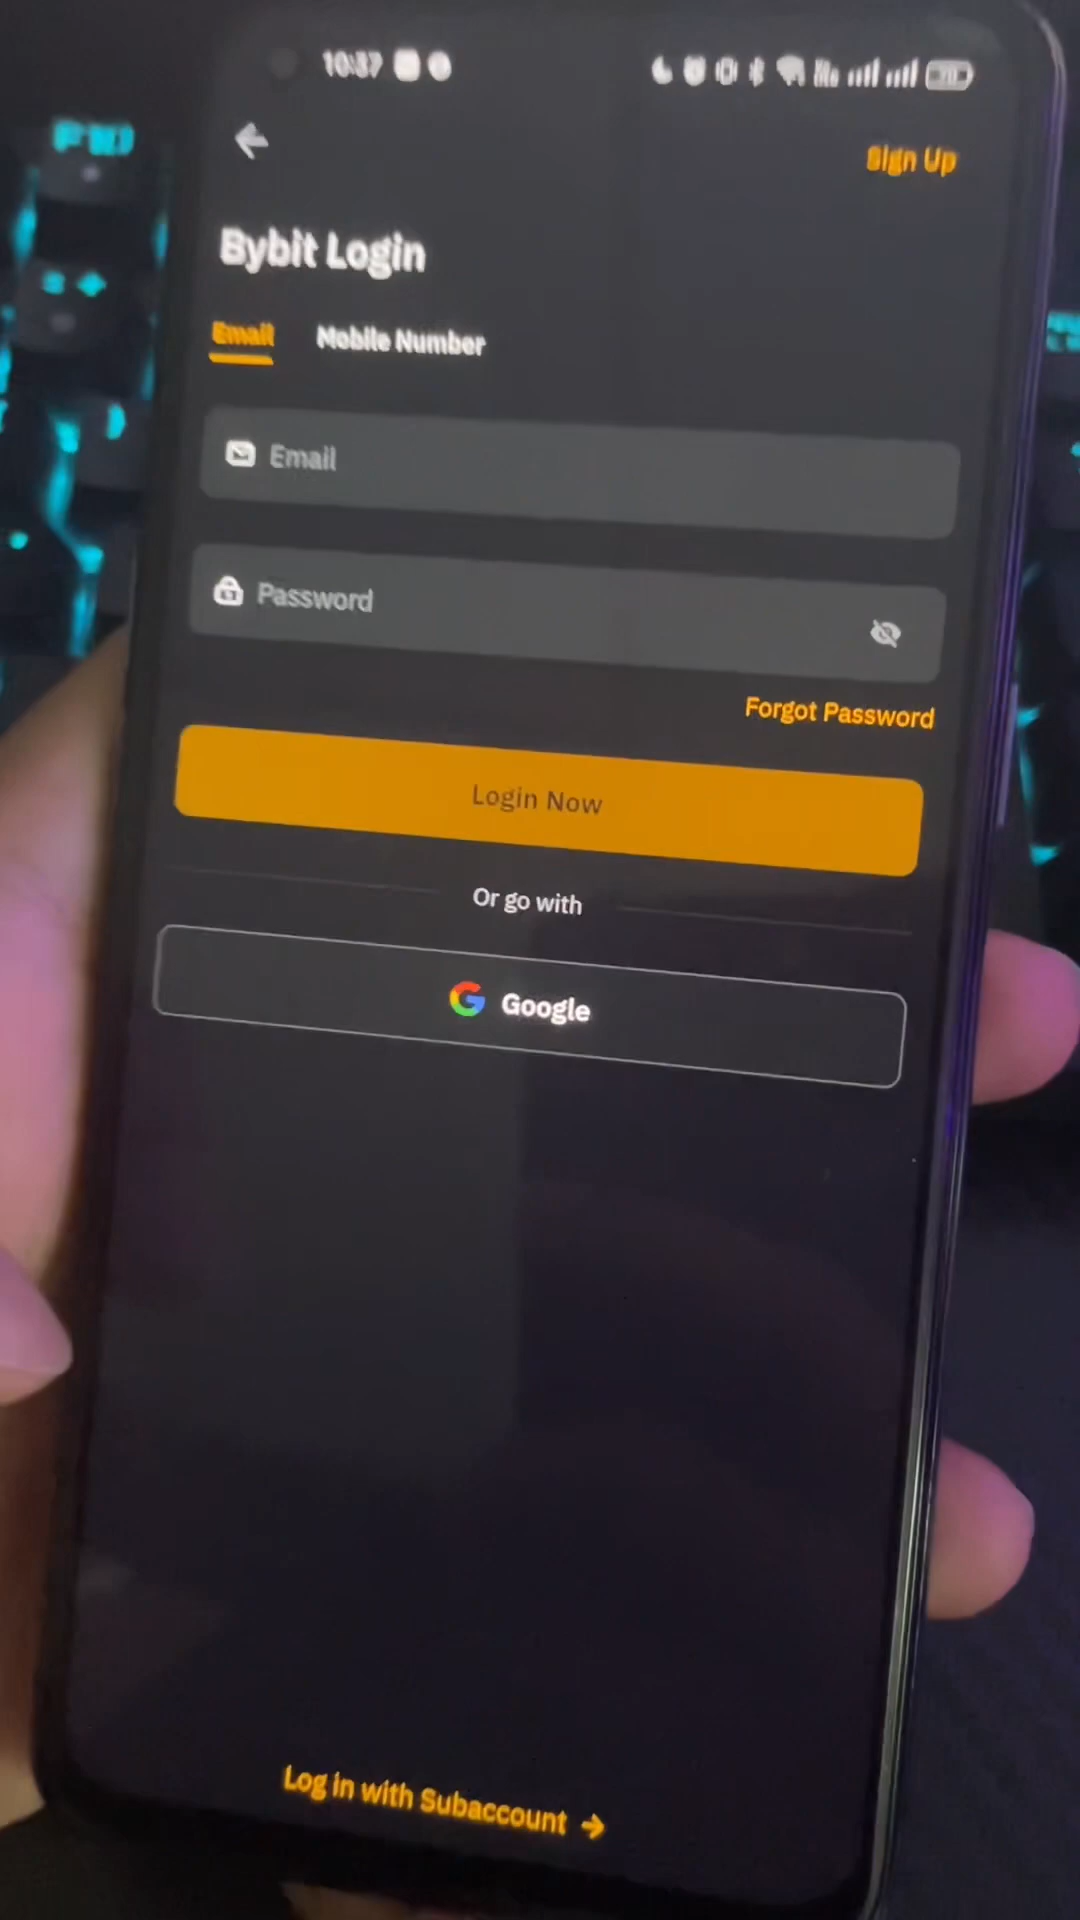 10:37
Sign Up
Bybit Login
Email Mobile Number
Email
Password
Forgot Password
Login Now
Or go with
Google
Log in with Subaccount →